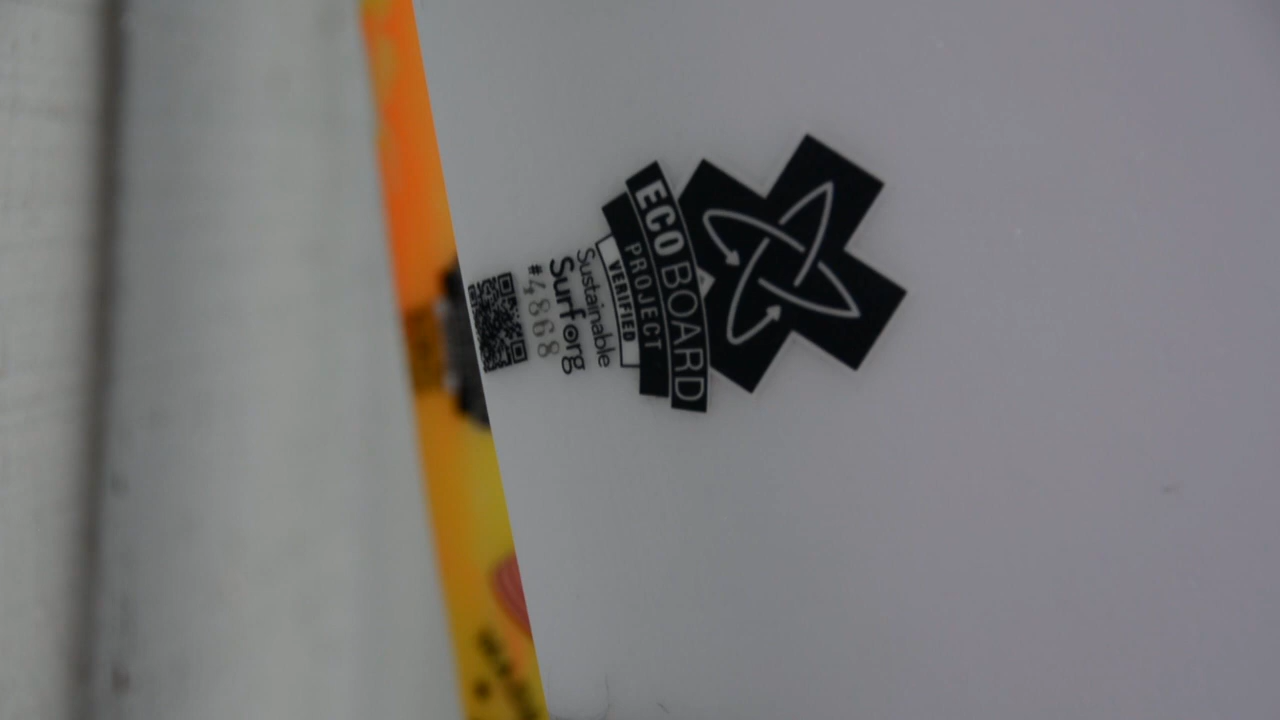 ECOBOARD
PROJECT
VERIFIED
Sustainable
Surf.org
#4868